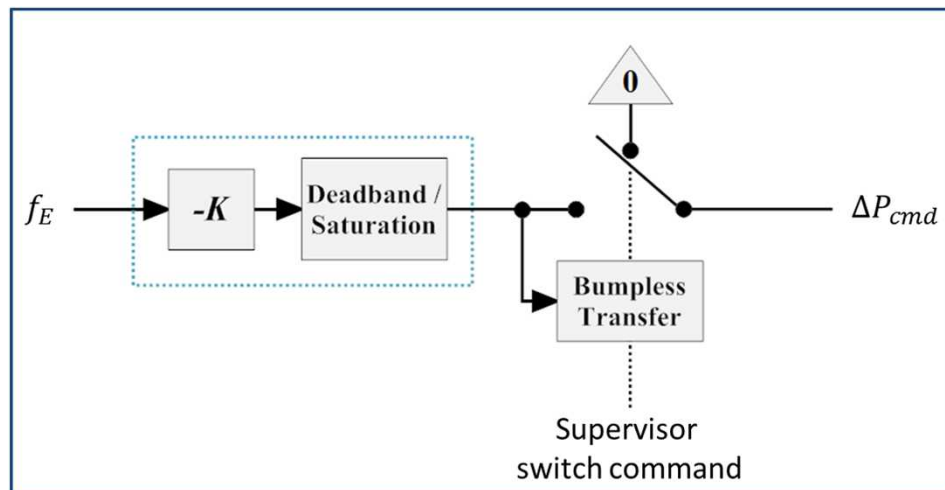 0
f_E
-K
Deadband /
Saturation
ΔP_cmd
Bumpless
Transfer
Supervisor
switch command